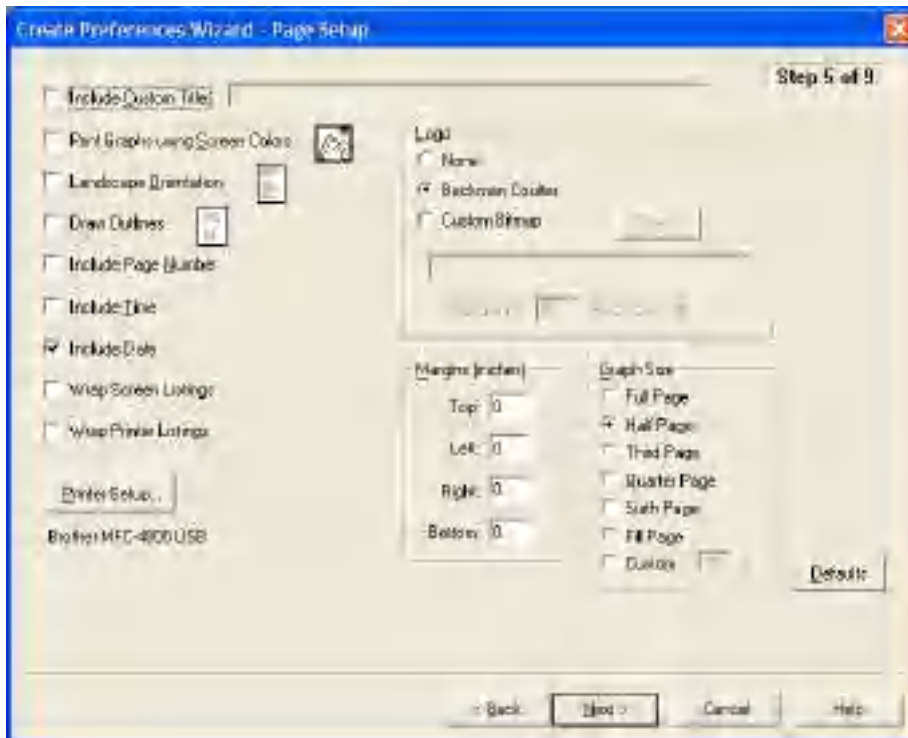 Create Preferences Wizard - Page Setup
Step 5 of 9
Include Custom Title:
Print Graphs using Screen Colors
Landscape Orientation
Draw Outlines
Include Page Number
Include Time
Include Date
Wrap Screen Listings
Wrap Printer Listings
Printer Setup...
Brother MFC-4800 USB
Logo
None
Beckman Coulter
Custom Bitmap
Margins (inches)
Top: 0.
Left: 0.
Right: 0.
Bottom: 0.
Graph Size
Full Page
Half Page
Third Page
Quarter Page
Sixth Page
Fill Page
Custom
Defaults
< Back
Next >
Cancel
Help